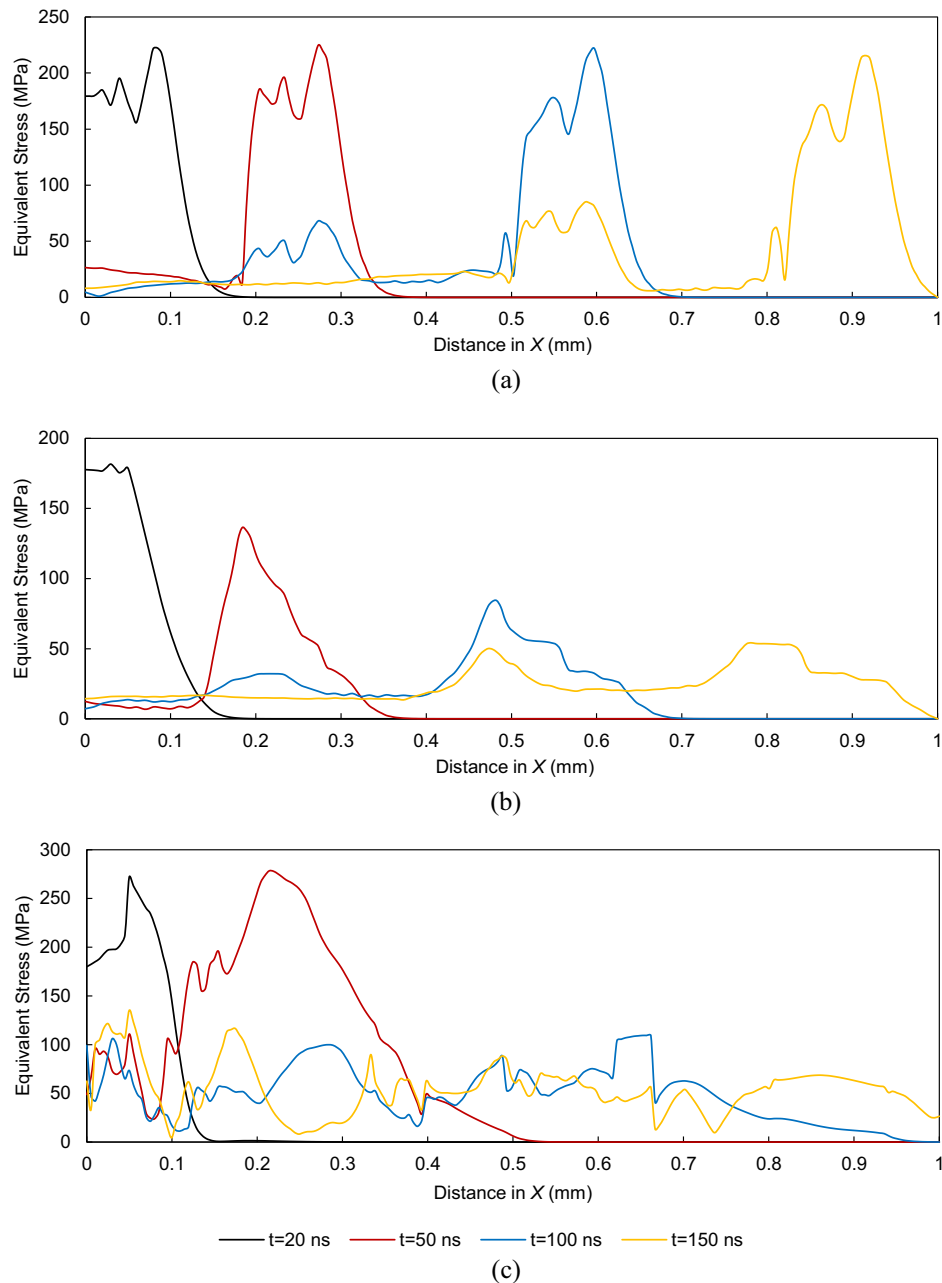 250
200
150
100
50
0
Equivalent Stress (MPa)
0 0.1 0.2 0.3 0.4 0.5 0.6 0.7 0.8 0.9 1
Distance in X (mm)
(a)
200
150
100
50
0
Equivalent Stress (MPa)
0 0.1 0.2 0.3 0.4 0.5 0.6 0.7 0.8 0.9 1
Distance in X (mm)
(b)
300
250
200
150
100
50
0
Equivalent Stress (MPa)
0 0.1 0.2 0.3 0.4 0.5 0.6 0.7 0.8 0.9 1
Distance in X (mm)
t=20 ns t=50 ns t=100 ns t=150 ns
(c)